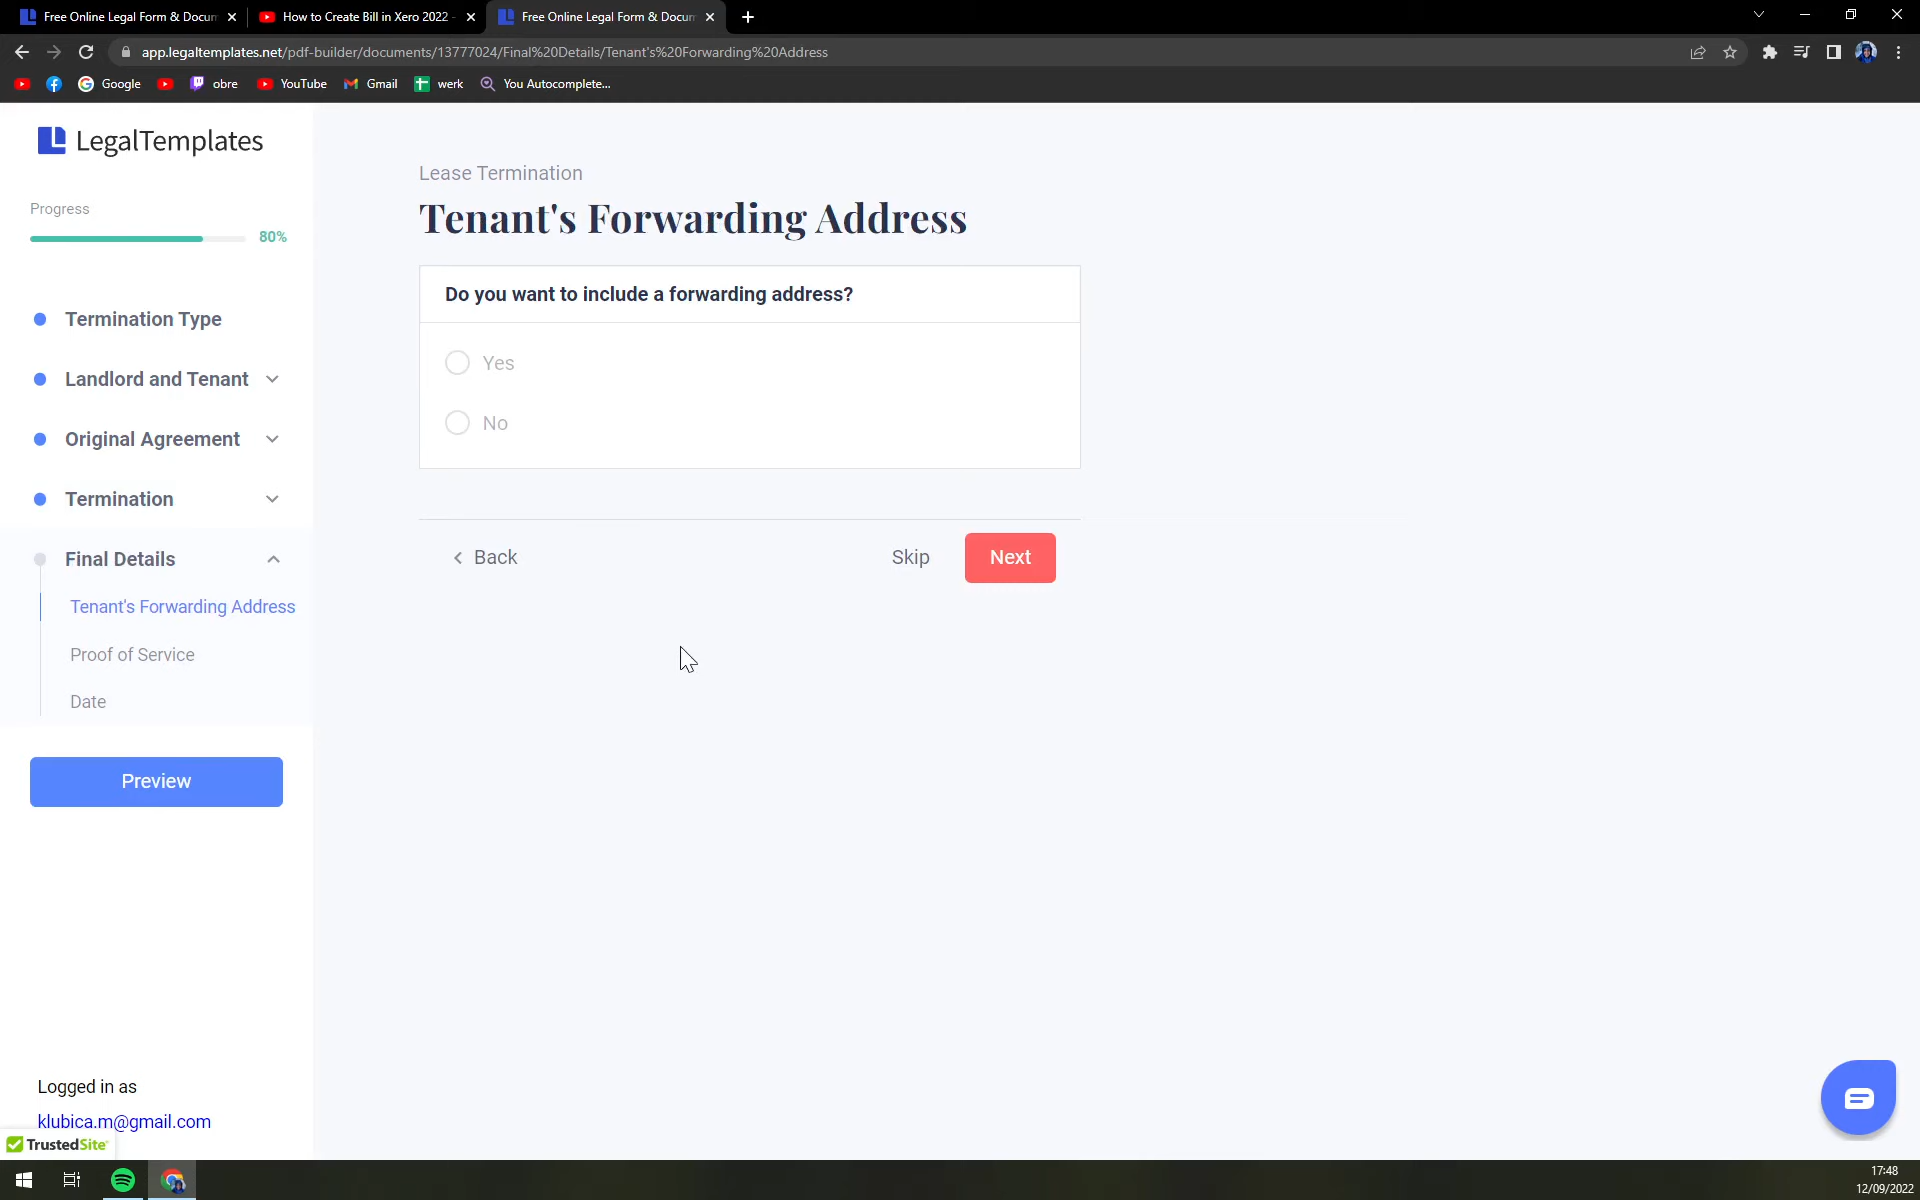 Free Online Legal Form & Docum
How to Create Bill in Xero 2022 -
Free Online Legal Form & Docum
app.legaltemplates.net/pdf-builder/documents/13777024/Final%20Details/Tenant's%20Forwarding%20Address
Google
obre
YouTube
Gmail
werk
You Autocomplete...
LegalTemplates
Progress
80%
Termination Type
Landlord and Tenant
Original Agreement
Termination
Final Details
Tenant's Forwarding Address
Proof of Service
Date
Preview
Lease Termination
Tenant's Forwarding Address
Do you want to include a forwarding address?
Yes
No
Back
Skip
Next
Logged in as
klubica.m@gmail.com
TrustedSite
17:48
12/09/2022